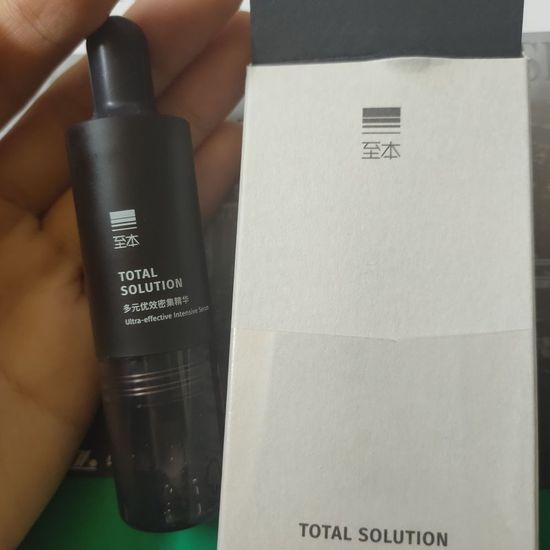 至本
TOTAL
SOLUTION
多元优效密集精华
Ultra-effective Intensive Serum
至本
TOTAL SOLUTION